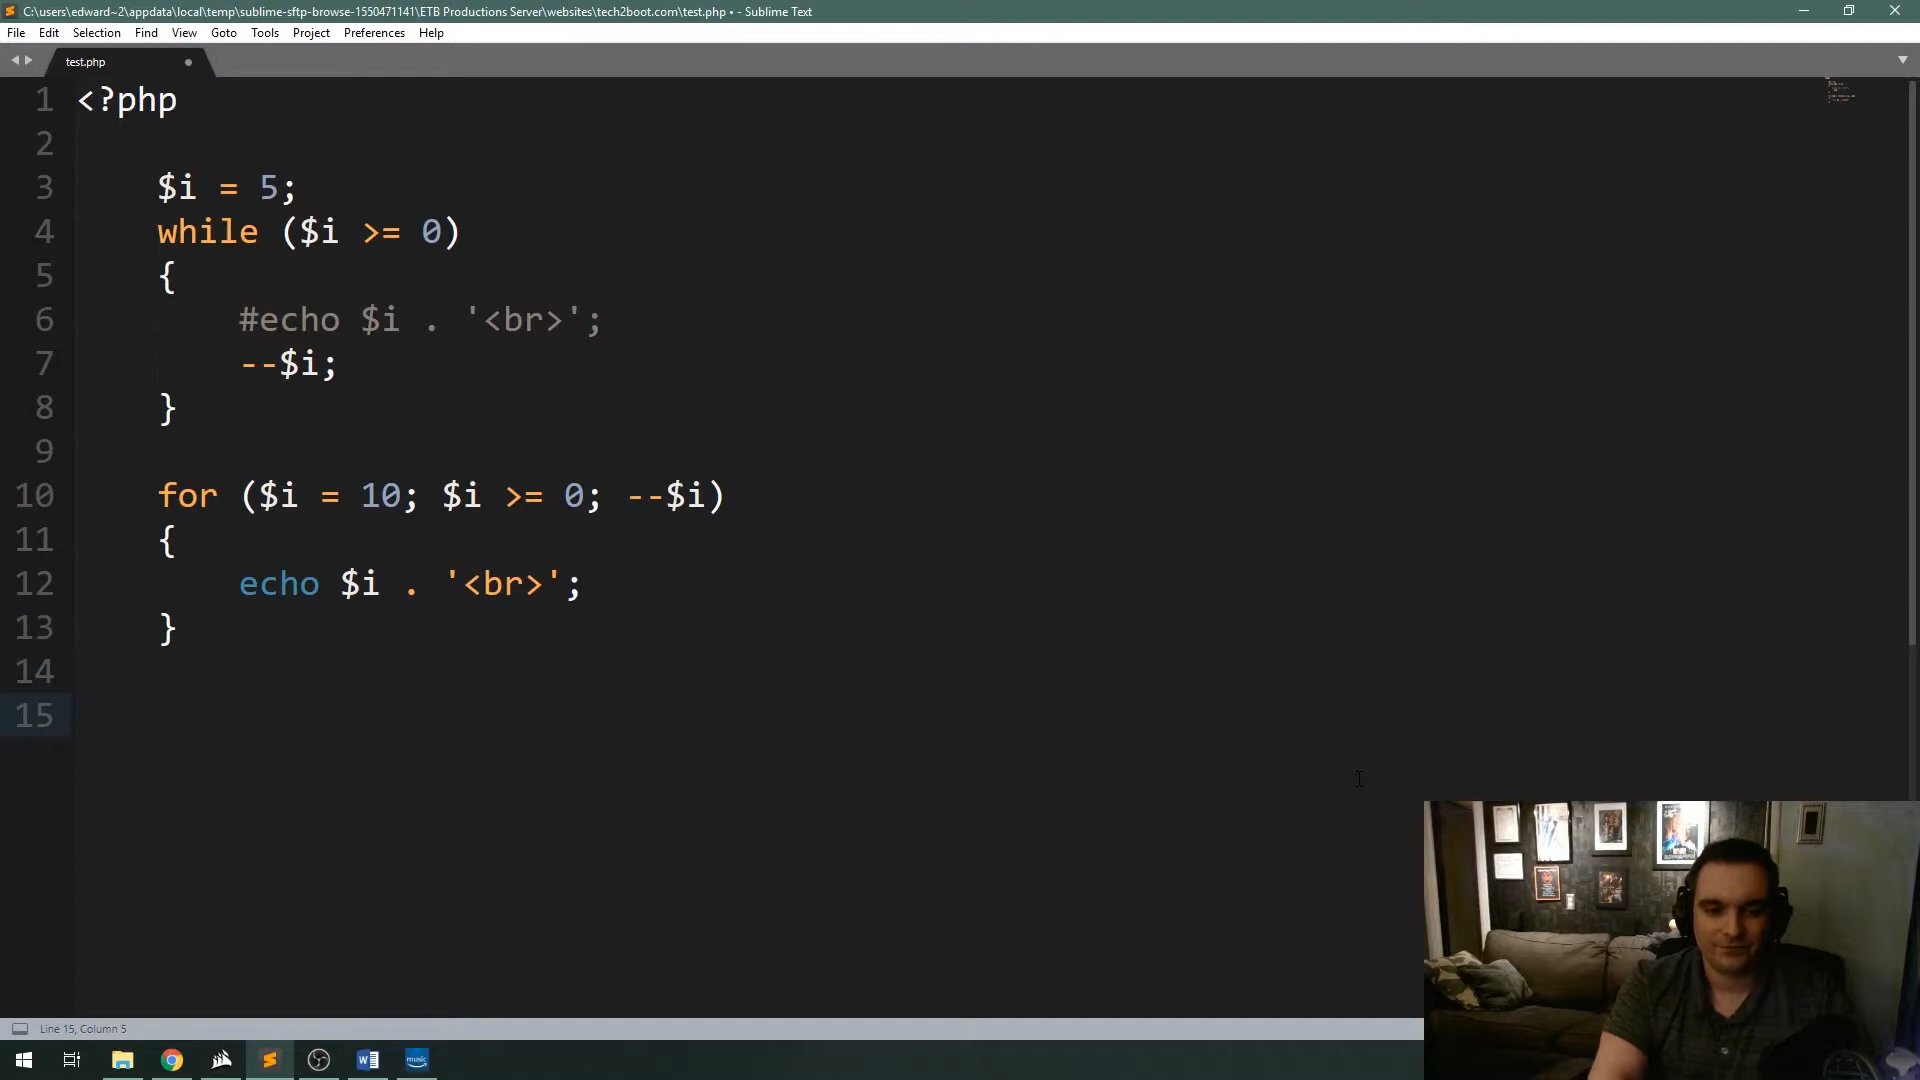 C:\users\edward~2\appdata\local\temp\sublime-sftp-browse-1550471141\ETB Productions Server\websites\tech2boot.com\test.php • - Sublime Text
File Edit Selection Find View Goto Tools Project Preferences Help
test.php
1 <?php
2
3 $i = 5;
4 while ($i >= 0)
5 {
6 #echo $i . '<br>';
7 --$i;
8 }
9
10 for ($i = 10; $i >= 0; --$i)
11 {
12 echo $i . '<br>';
13 }
14
15
Line 15, Column 5
music